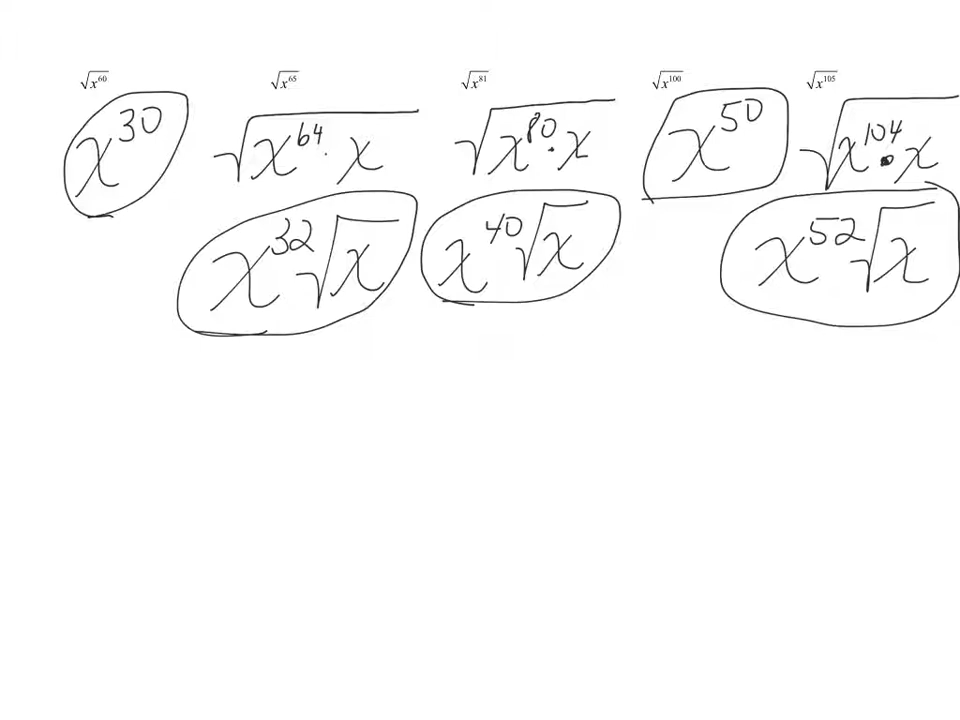 √x^60 √x^65 √x^81 √x^100 √x^105
x^30 √x^64 · x √x^80 · x x^50 √x^104 · x
x^32 √x x^40 √x x^52 √x